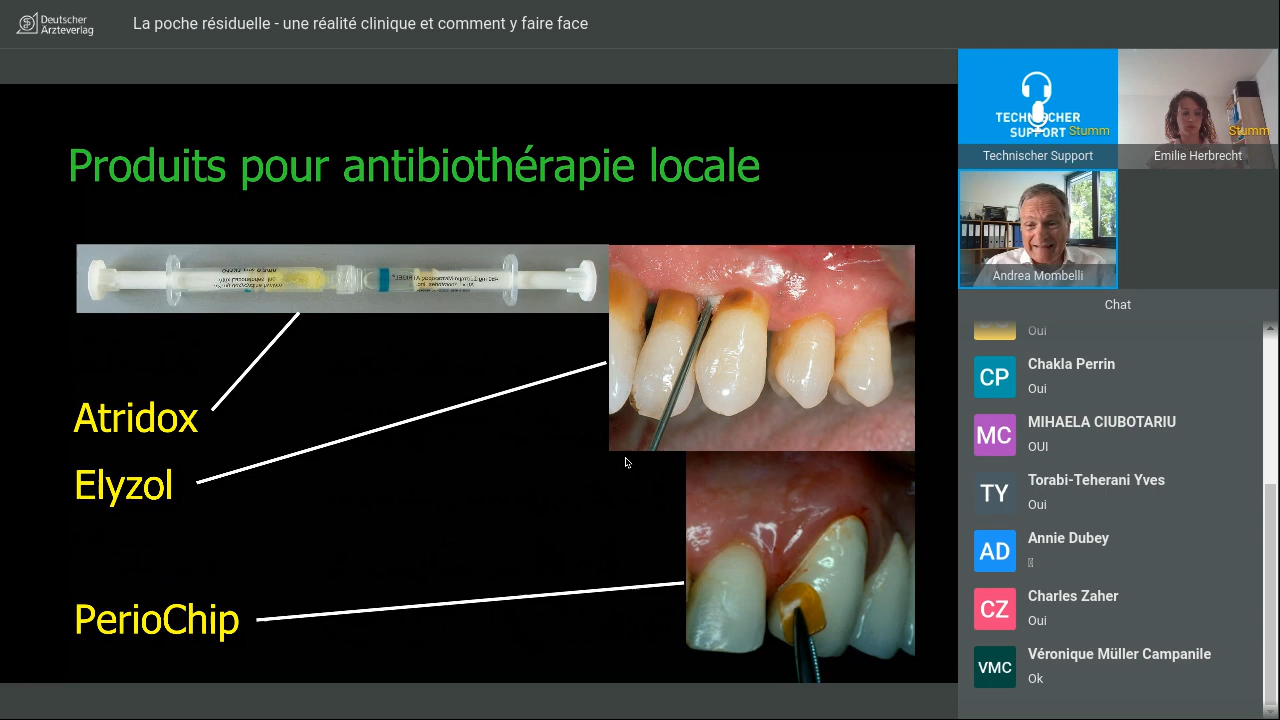 Deutscher
Ärzteverlag
La poche résiduelle - une réalité clinique et comment y faire face
Produits pour antibiothérapie locale
Atridox
Elyzol
PerioChip
TECHNISCHER
SUPPORT
Stumm
Technischer Support
Stumm
Emilie Herbrecht
Andrea Mombelli
Chat
Oui
CP
Chakla Perrin
Oui
MC
MIHAELA CIUBOTARIU
OUI
TY
Torabi-Teherani Yves
Oui
AD
Annie Dubey
CZ
Charles Zaher
Oui
VMC
Véronique Müller Campanile
Ok